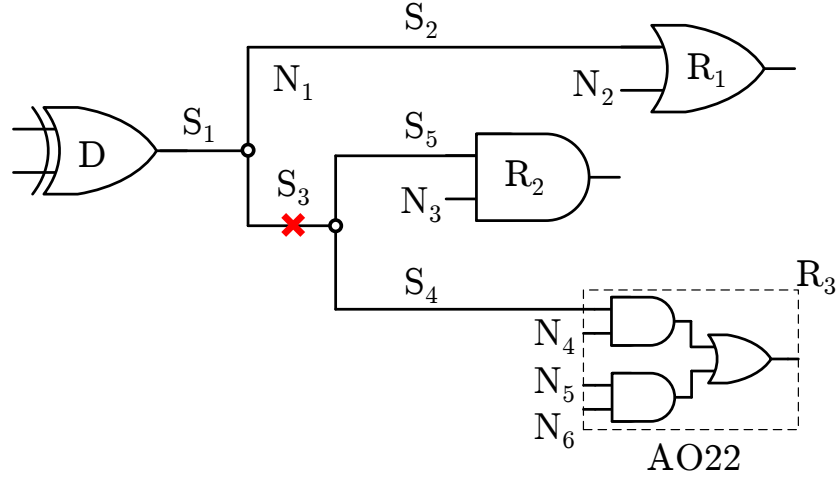 S₂
R₁
N₁
N₂
S₁
D
S₅
R₂
S₃
N₃
R₃
S₄
N₄
N₅
N₆
AO22